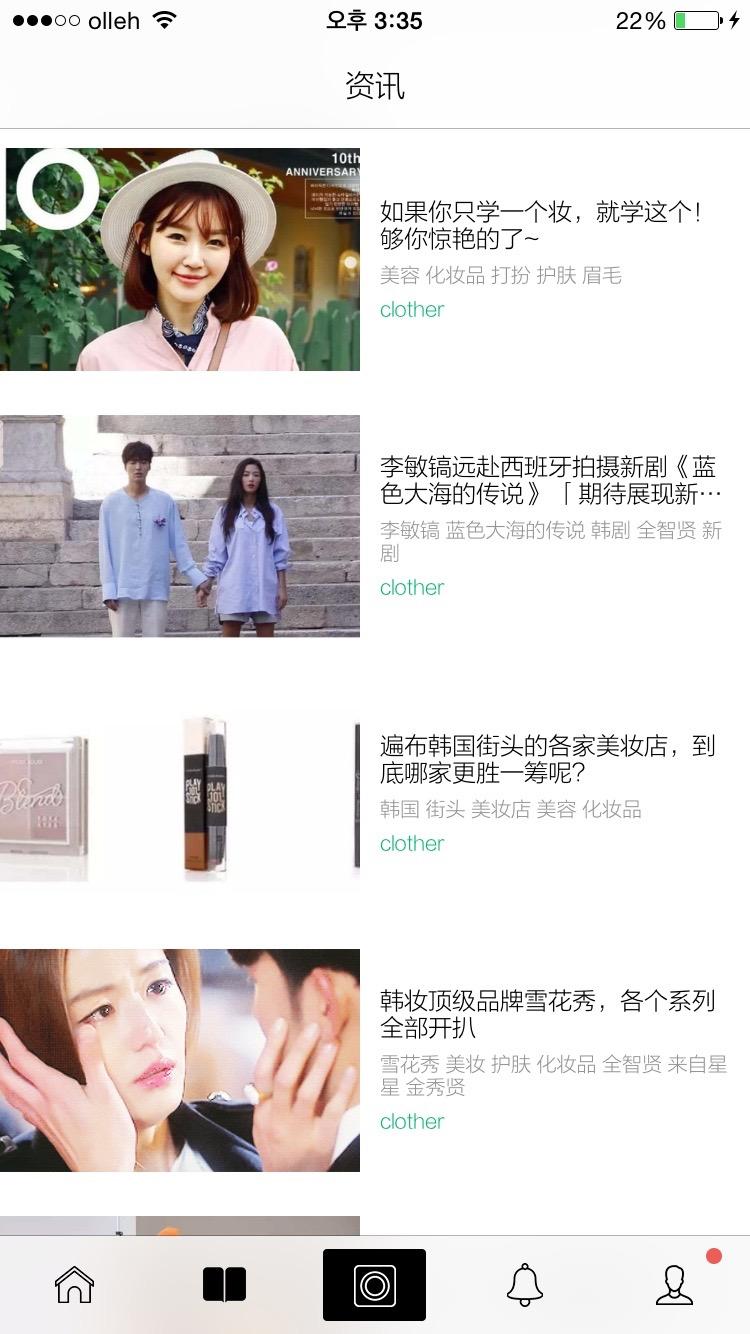 olleh 오후 3:35 22%
资讯
10th
ANNIVERSARY
如果你只学一个妆，就学这个！
够你惊艳的了~
美容 化妆品 打扮 护肤 眉毛
clother
李敏镐远赴西班牙拍摄新剧《蓝
色大海的传说》「期待展现新…
李敏镐 蓝色大海的传说 韩剧 全智贤 新
剧
clother
Blend
PLAY
101
STICK
PLAY
101
STICK
遍布韩国街头的各家美妆店，到
底哪家更胜一筹呢？
韩国 街头 美妆店 美容 化妆品
clother
韩妆顶级品牌雪花秀，各个系列
全部开扒
雪花秀 美妆 护肤 化妆品 全智贤 来自星
星 金秀贤
clother